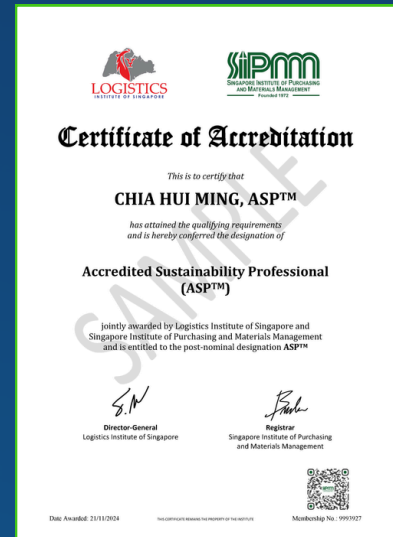 LOGISTICS
INSTITUTE OF SINGAPORE
SiPMM
SINGAPORE INSTITUTE OF PURCHASING
AND MATERIALS MANAGEMENT
Founded 1972
Certificate of Accreditation
This is to certify that
CHIA HUI MING, ASP™
has attained the qualifying requirements
and is hereby conferred the designation of
Accredited Sustainability Professional
(ASP™)
SAMPLE
jointly awarded by Logistics Institute of Singapore and
Singapore Institute of Purchasing and Materials Management
and is entitled to the post-nominal designation ASP™
Director-General
Logistics Institute of Singapore
Registrar
Singapore Institute of Purchasing
and Materials Management
Date Awarded: 21/11/2024
THIS CERTIFICATE REMAINS THE PROPERTY OF THE INSTITUTE
Membership No.: 9993927